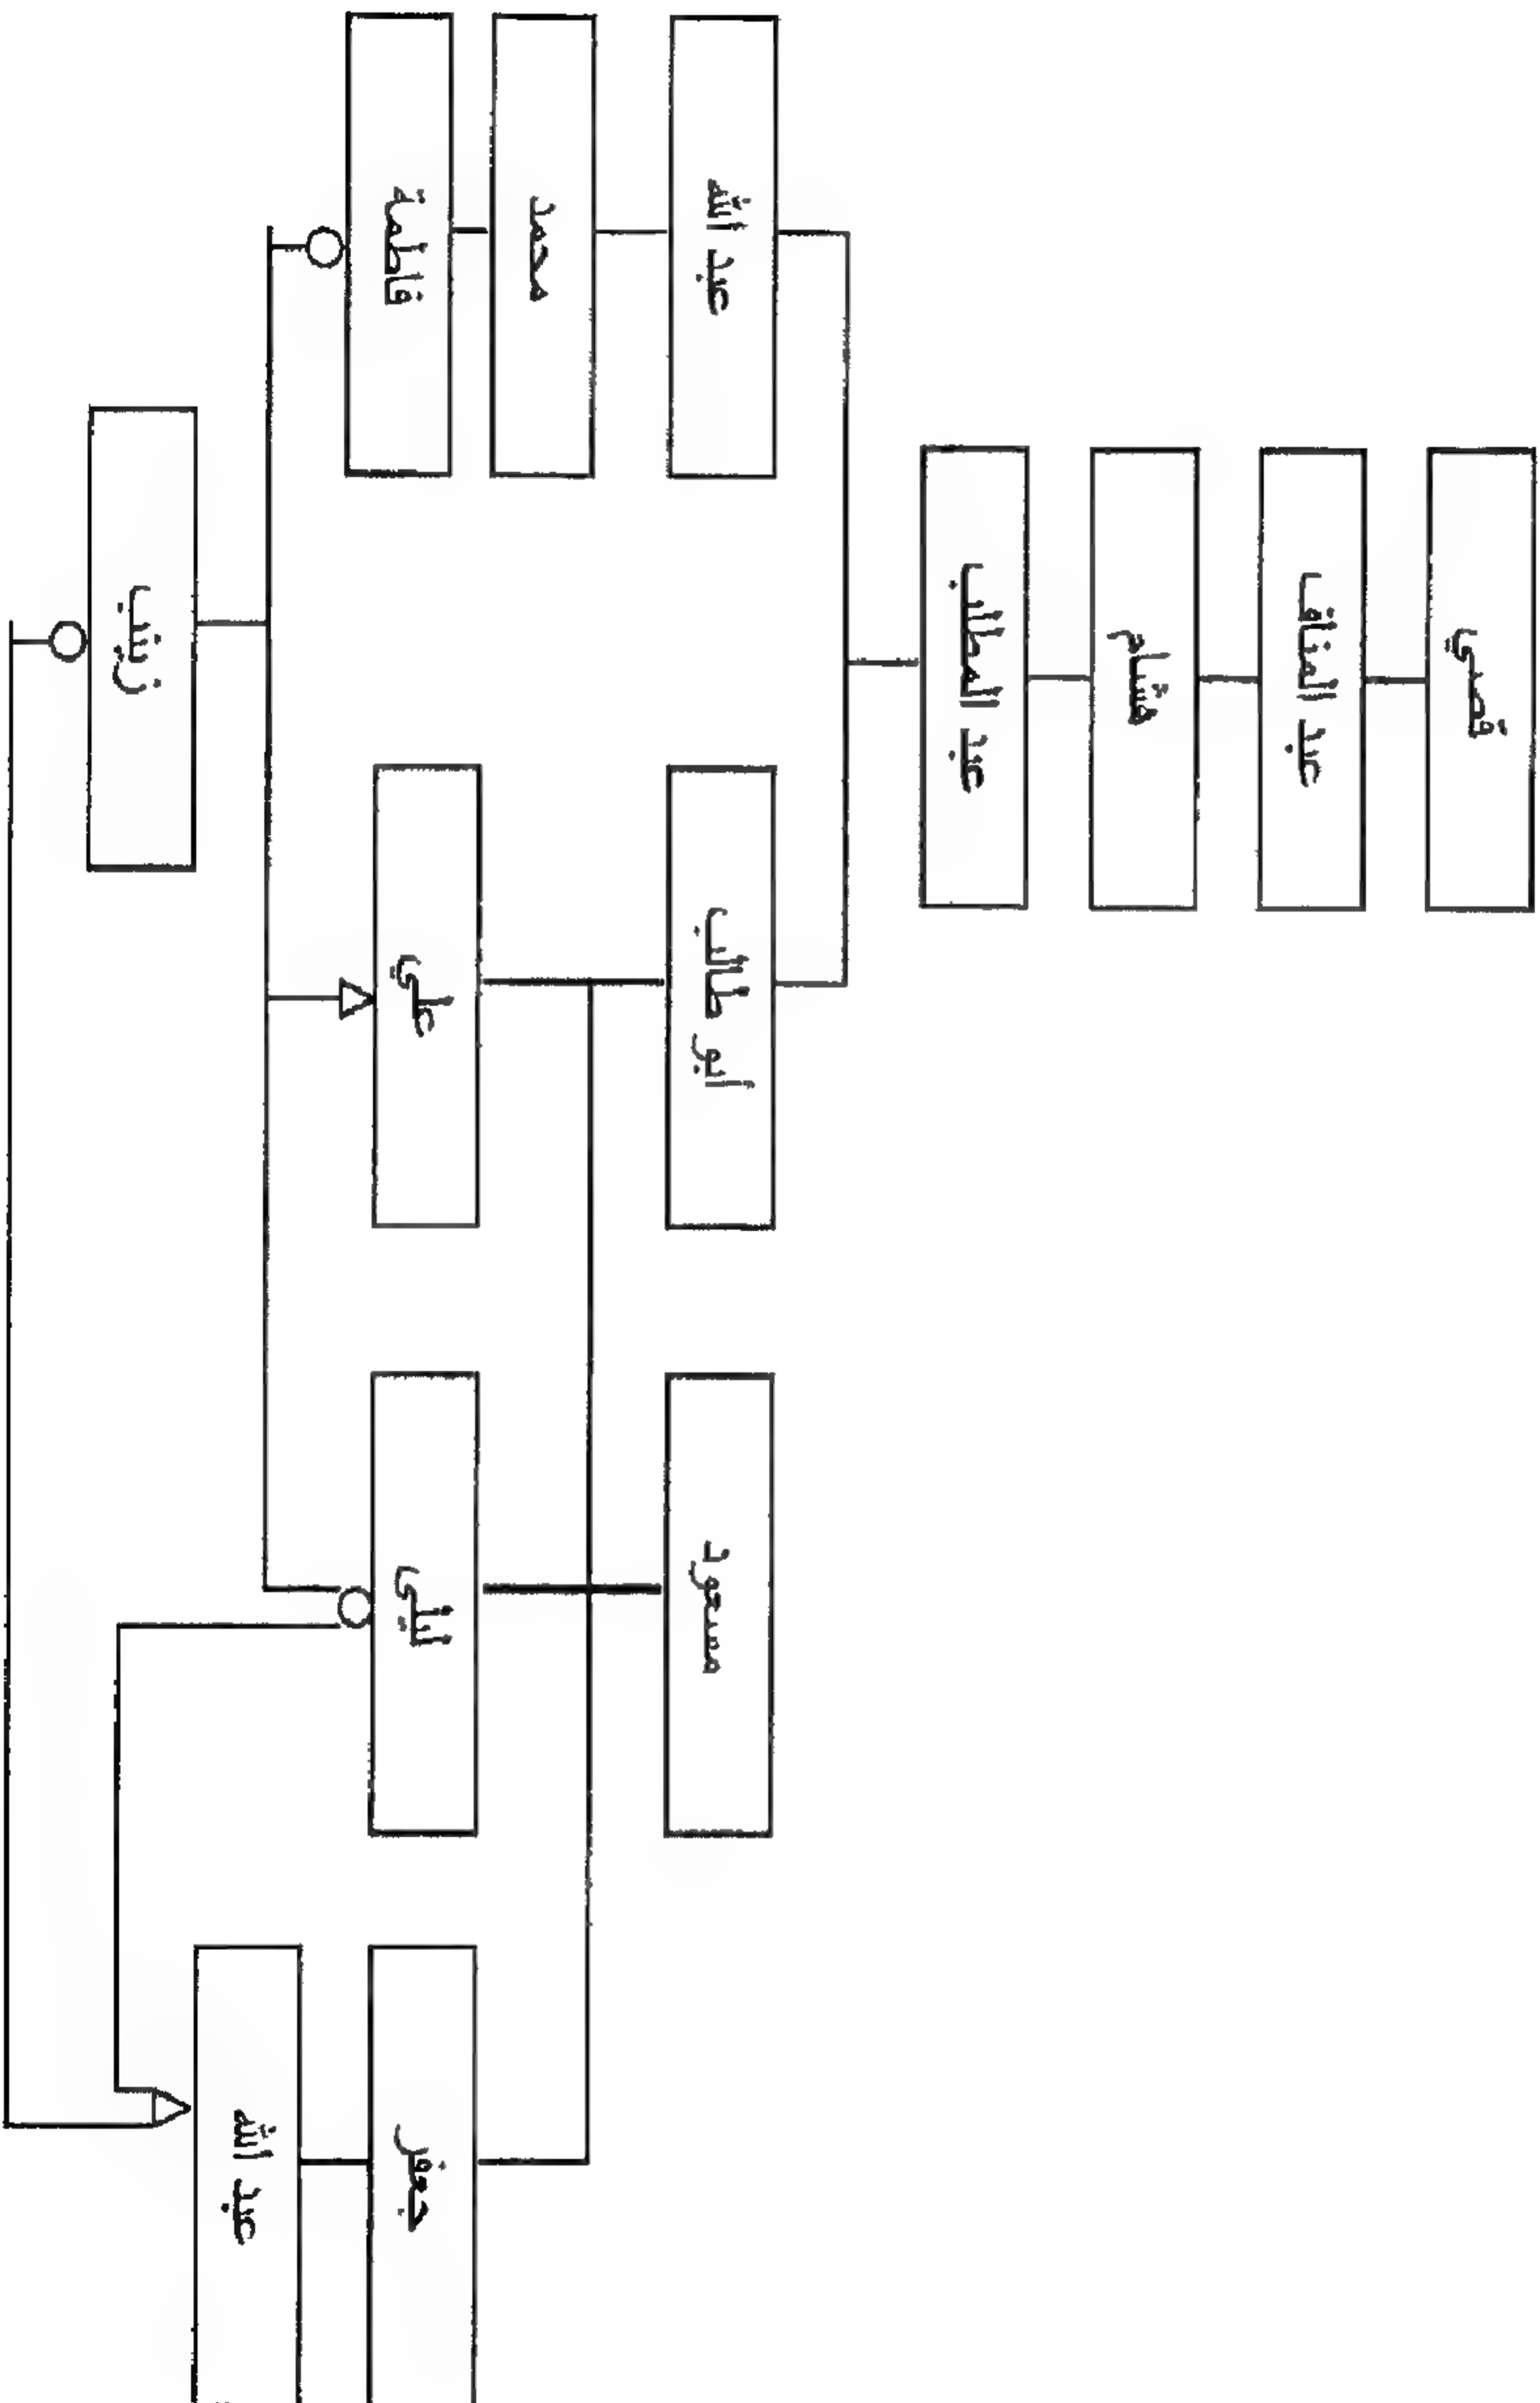 قصي
عبد المناف
هشام
عبد المطلب
عبد الله
أبو طالب
مسعود
محمد
فاطمة
علي
ليلى
جعفر
عبد الله
زينب